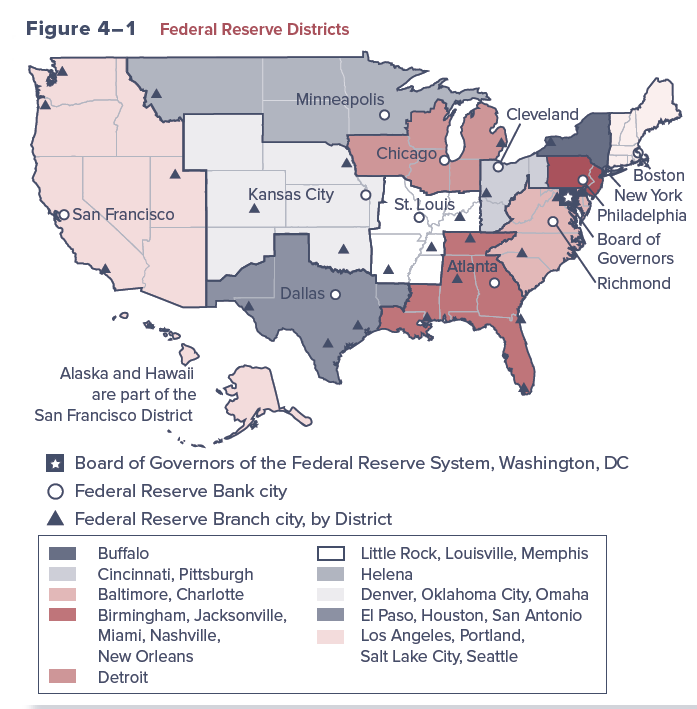 Figure 4–1 Federal Reserve Districts
Minneapolis
Cleveland
Chicago
Boston
Kansas City
St. Louis
New York
San Francisco
Philadelphia
Board of
Governors
Atlanta
Richmond
Dallas
Alaska and Hawaii
are part of the
San Francisco District
Board of Governors of the Federal Reserve System, Washington, DC
Federal Reserve Bank city
Federal Reserve Branch city, by District
Buffalo
Cincinnati, Pittsburgh
Baltimore, Charlotte
Birmingham, Jacksonville,
Miami, Nashville,
New Orleans
Detroit
Little Rock, Louisville, Memphis
Helena
Denver, Oklahoma City, Omaha
El Paso, Houston, San Antonio
Los Angeles, Portland,
Salt Lake City, Seattle